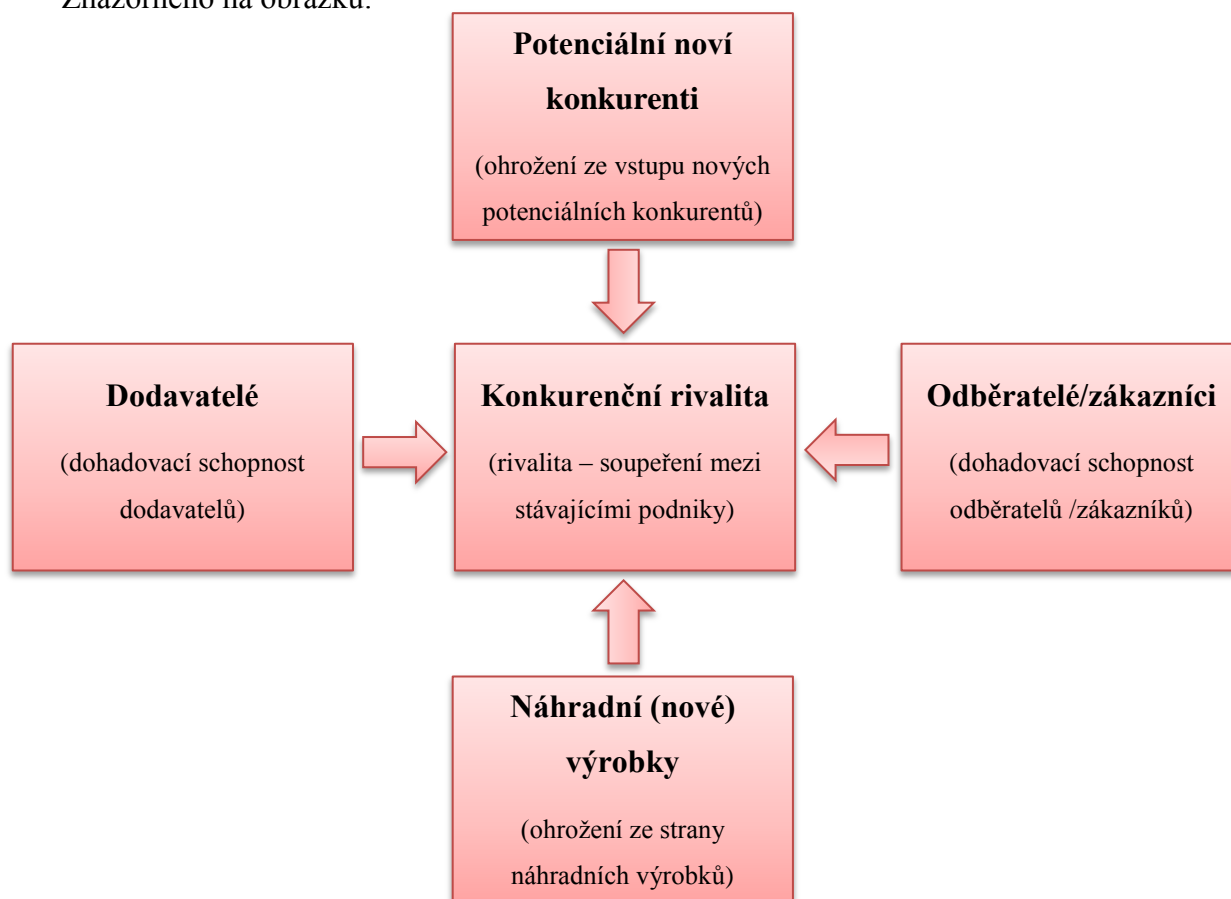 Znázorněno na obrázku:
Potenciální noví
konkurenti
(ohrožení ze vstupu nových
potenciálních konkurentů)
Dodavatelé
(dohadovací schopnost
dodavatelů)
Konkurenční rivalita
(rivalita – soupeření mezi
stávajícími podniky)
Odběratelé/zákazníci
(dohadovací schopnost
odběratelů /zákazníků)
Náhradní (nové)
výrobky
(ohrožení ze strany
náhradních výrobků)